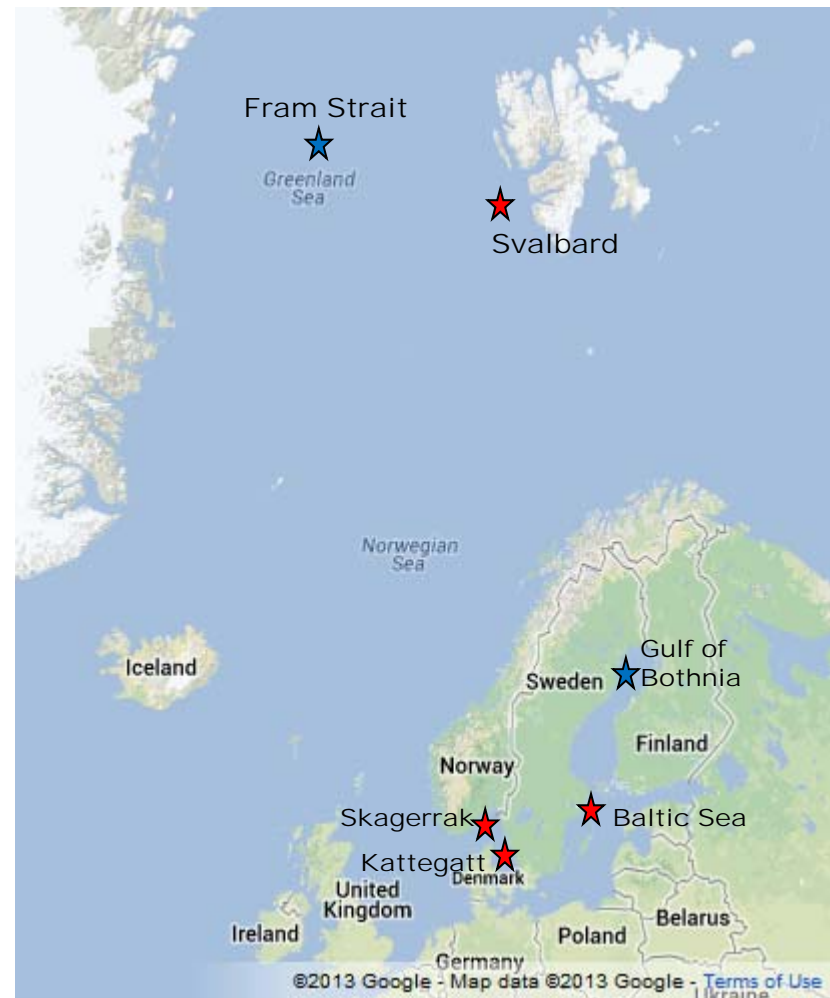 Fram Strait
Greenland
Sea
Svalbard
Norwegian
Sea
Iceland
Gulf of
Bothnia
Sweden
Finland
Norway
Skagerrak
Baltic Sea
Kattegatt
Denmark
United
Kingdom
Ireland
Belarus
Poland
Germany
©2013 Google - Map data ©2013 Google - Terms of Use
Ukraine